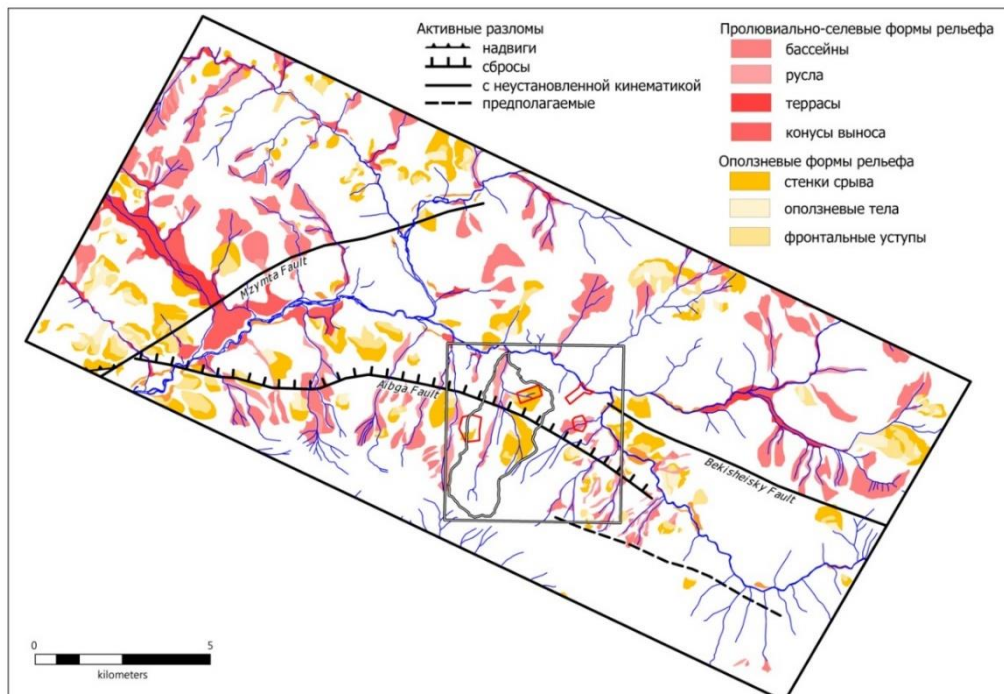 Активные разломы
надвиги
сбросы
с неустановленной кинематикой
предполагаемые
Пролювиально-селевые формы рельефа
бассейны
русла
террасы
конусы выноса
Оползневые формы рельефа
стенки срыва
оползневые тела
фронтальные уступы
Mzymta Fault
Aibga Fault
Bekisheisky Fault
0 5
kilometers